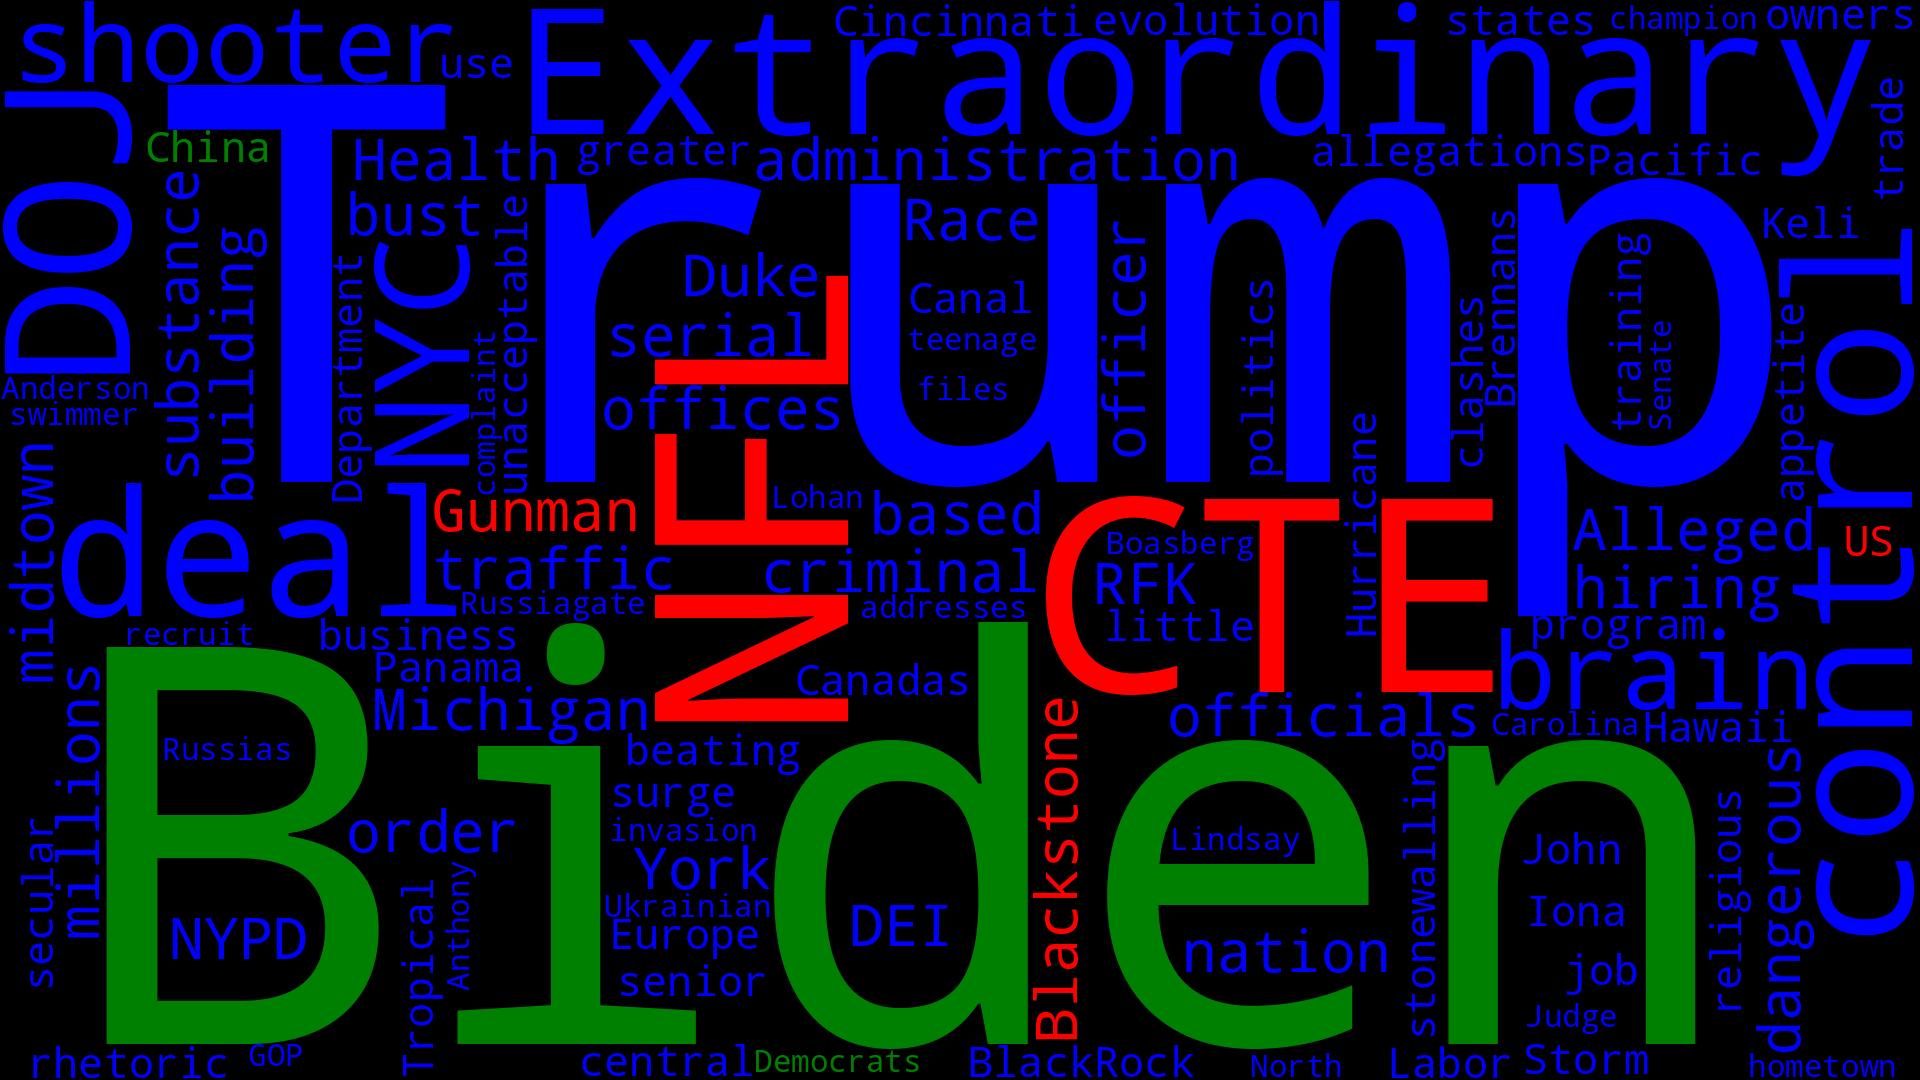 shooter
use
Extraordinary
Cincinnati
evolution
states
champion
owners
DOJ
China
Trump
Health
greater
administration
allegations
Pacific
trade
substance
building
bust
NYC
Department
complaint
unacceptable
Duke
serial
offices
Race
Canal
teenage
files
officer
politics
clashes
Brennans
training
Senate
Keli
appetite
control
Anderson
swimmer
midtown
deal
Gunman
traffic
Russiagate
NFL
Lohan
based
criminal
addresses
CTE
Boasberg
RFK
little
Hurricane
Alleged
hiring
US
program
brain
recruit
business
Panama
Michigan
Canadas
officials
Carolina
Hawaii
millions
secular
Biden
Russias
NYPD
order
Tropical
Anthony
beating
surge
invasion
York
Ukrainian
Europe
senior
DEI
Blackstone
Lindsay
nation
stonewalling
John
Iona
job
Judge
religious
dangerous
rhetoric
GOP
central
Democrats
BlackRock
North
Labor
Storm
hometown